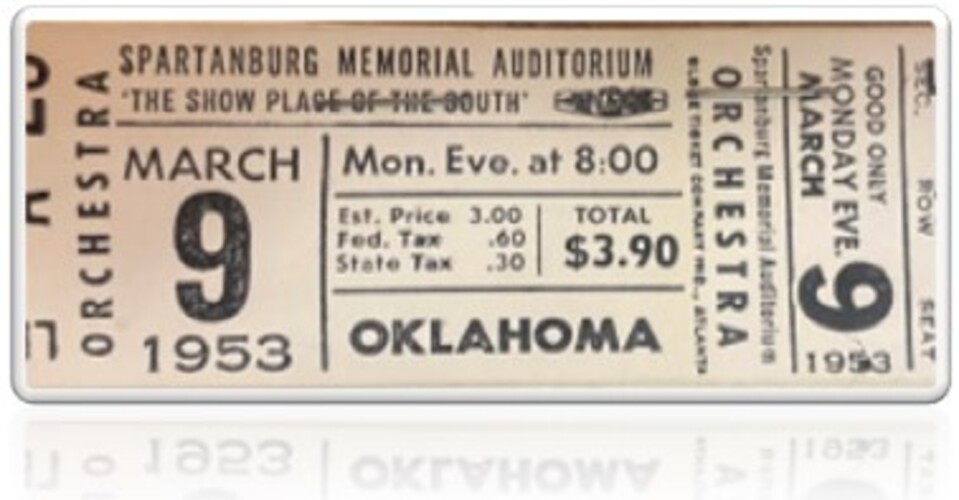 ORCHESTRA
SPARTANBURG MEMORIAL AUDITORIUM
"THE SHOW PLACE OF THE SOUTH"
MARCH
9
1953
Mon. Eve. at 8:00
Est. Price 3.00
Fed. Tax .60
State Tax .30
TOTAL
$3.90
OKLAHOMA
ORCHESTRA
Spartanburg Memorial Auditorium
GOOD ONLY
MONDAY EVE.
MARCH
9
1953
SEC. ROW SEAT